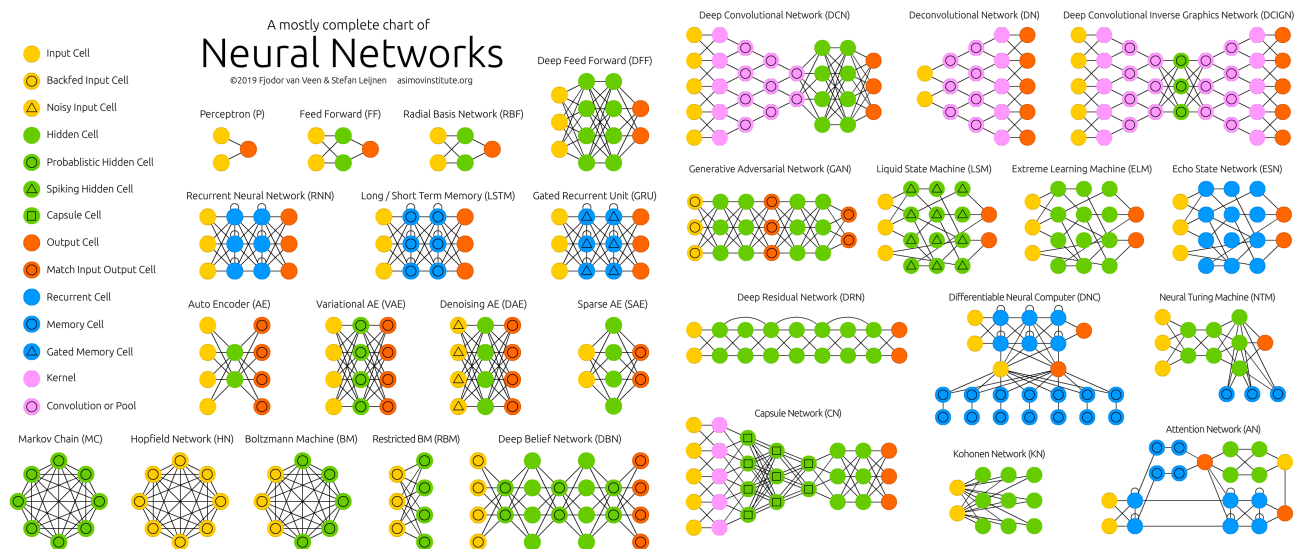 A mostly complete chart of
Neural Networks
©2019 Fjodor van Veen & Stefan Leijnen asimovinstitute.org
Input Cell
Backfed Input Cell
Noisy Input Cell
Hidden Cell
Probablistic Hidden Cell
Spiking Hidden Cell
Capsule Cell
Output Cell
Match Input Output Cell
Recurrent Cell
Memory Cell
Gated Memory Cell
Kernel
Convolution or Pool
Perceptron (P)
Feed Forward (FF)
Radial Basis Network (RBF)
Deep Feed Forward (DFF)
Recurrent Neural Network (RNN)
Long / Short Term Memory (LSTM)
Gated Recurrent Unit (GRU)
Auto Encoder (AE)
Variational AE (VAE)
Denoising AE (DAE)
Sparse AE (SAE)
Markov Chain (MC)
Hopfield Network (HN)
Boltzmann Machine (BM)
Restricted BM (RBM)
Deep Belief Network (DBN)
Deep Convolutional Network (DCN)
Deconvolutional Network (DN)
Deep Convolutional Inverse Graphics Network (DCIGN)
Generative Adversarial Network (GAN)
Liquid State Machine (LSM)
Extreme Learning Machine (ELM)
Echo State Network (ESN)
Deep Residual Network (DRN)
Differentiable Neural Computer (DNC)
Neural Turing Machine (NTM)
Capsule Network (CN)
Kohonen Network (KN)
Attention Network (AN)